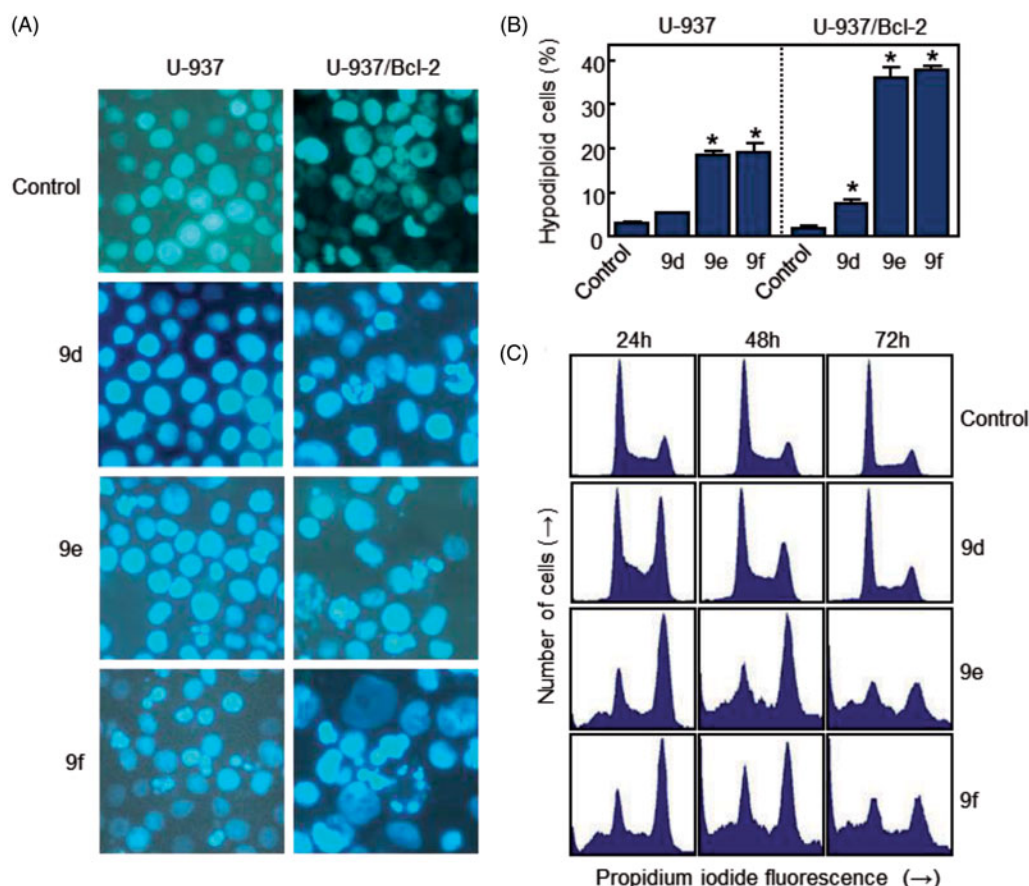 (A)
U-937 U-937/Bcl-2
Control
9d
9e
9f
(B)
U-937 U-937/Bcl-2
Hypodiploid cells (%)
40
30
20
10
0
* * * * *
Control 9d 9e 9f Control 9d 9e 9f
(C)
24h 48h 72h
Control
9d
9e
9f
Number of cells (→)
Propidium iodide fluorescence (→)